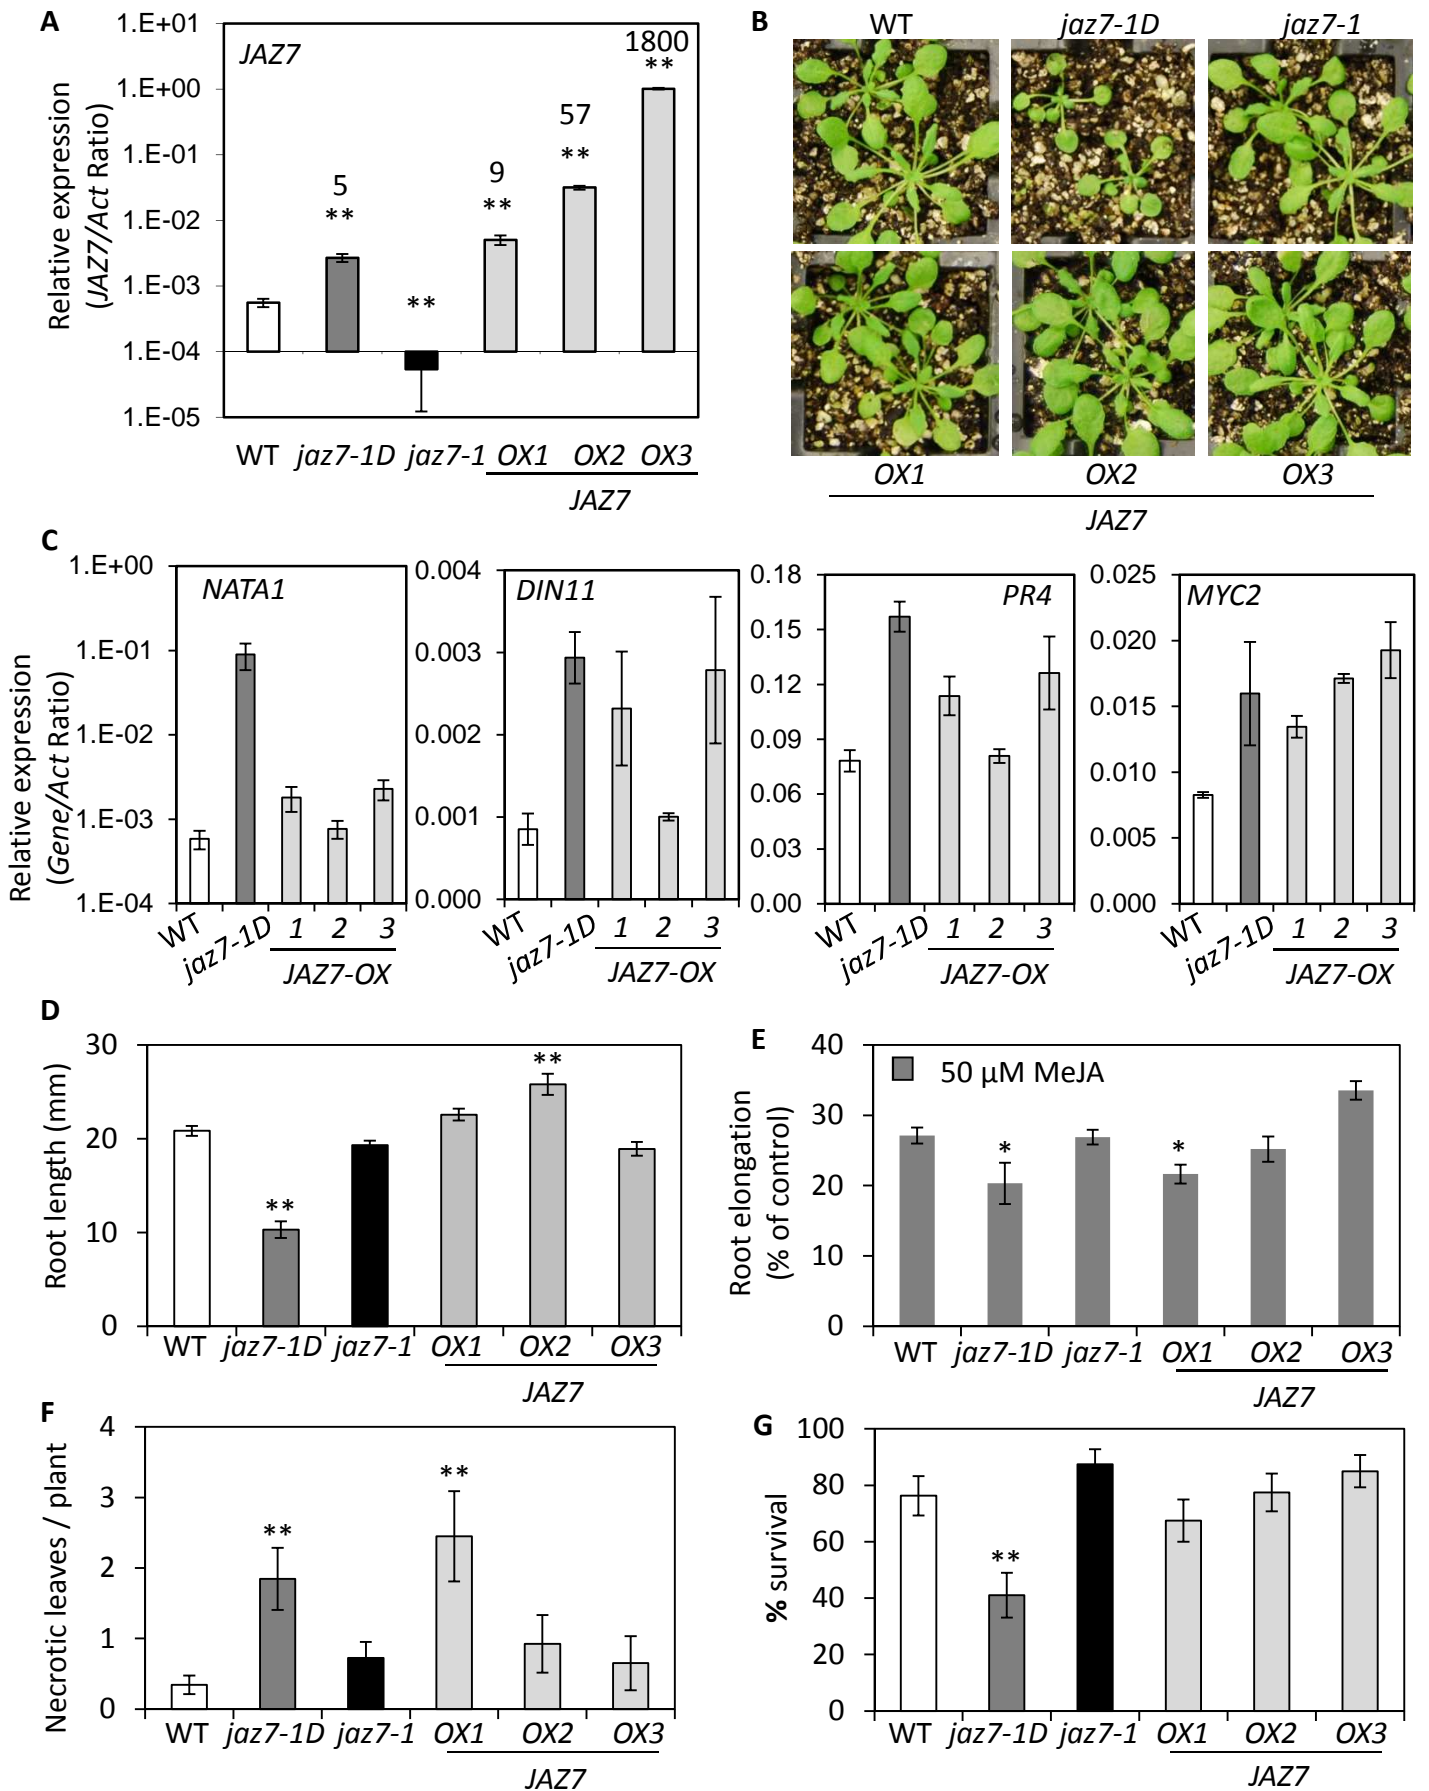 A
1.E+01
1.E+00
1.E-01
1.E-02
1.E-03
1.E-04
1.E-05
Relative expression
(JAZ7/Act Ratio)
JAZ7
5
**
**
9
**
57
**
1800
**
WT jaz7-1D jaz7-1 OX1 OX2 OX3
JAZ7
B
WT jaz7-1D jaz7-1
OX1 OX2 OX3
JAZ7
C
Relative expression
(Gene/Act Ratio)
1.E+00
1.E-01
1.E-02
1.E-03
1.E-04
NATA1
WT jaz7-1D 1 2 3
JAZ7-OX
0.004
0.003
0.002
0.001
0.000
DIN11
WT jaz7-1D 1 2 3
JAZ7-OX
0.18
0.15
0.12
0.09
0.06
0.03
0.00
PR4
WT jaz7-1D 1 2 3
JAZ7-OX
0.025
0.020
0.015
0.010
0.005
0.000
MYC2
WT jaz7-1D 1 2 3
JAZ7-OX
D
Root length (mm)
30
20
10
0
**
**
WT jaz7-1D jaz7-1 OX1 OX2 OX3
JAZ7
E
Root elongation
(% of control)
40
30
20
10
0
50 µM MeJA
*
*
WT jaz7-1D jaz7-1 OX1 OX2 OX3
JAZ7
F
Necrotic leaves / plant
4
3
2
1
0
**
**
WT jaz7-1D jaz7-1 OX1 OX2 OX3
JAZ7
G
% survival
100
80
60
40
20
0
**
WT jaz7-1D jaz7-1 OX1 OX2 OX3
JAZ7